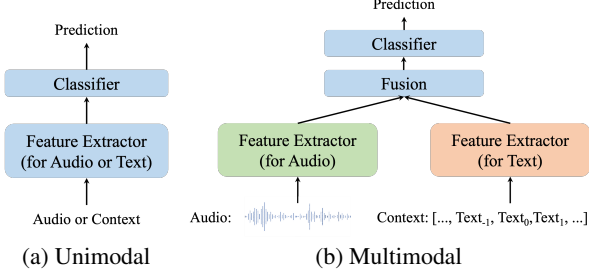 Prediction
Classifier
Feature Extractor
(for Audio or Text)
Audio or Context
(a) Unimodal
Prediction
Classifier
Fusion
Feature Extractor
(for Audio)
Feature Extractor
(for Text)
Audio:
Context: [..., Text-1, Text0,Text1, ...]
(b) Multimodal